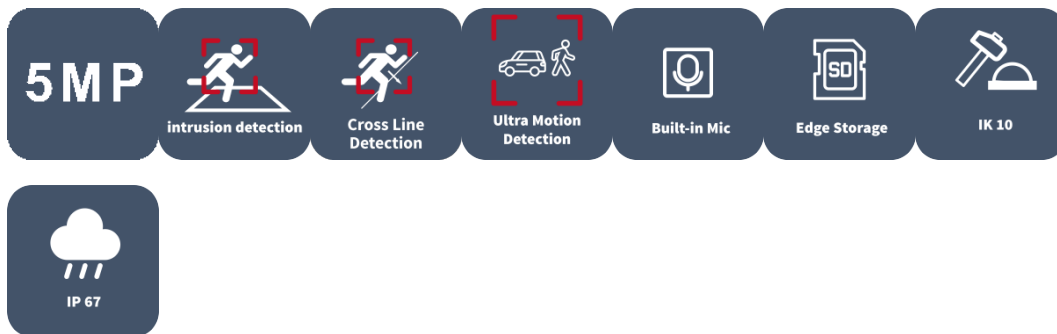 5MP
intrusion detection
Cross Line
Detection
Ultra Motion
Detection
Built-in Mic
SD
Edge Storage
IK 10
IP 67